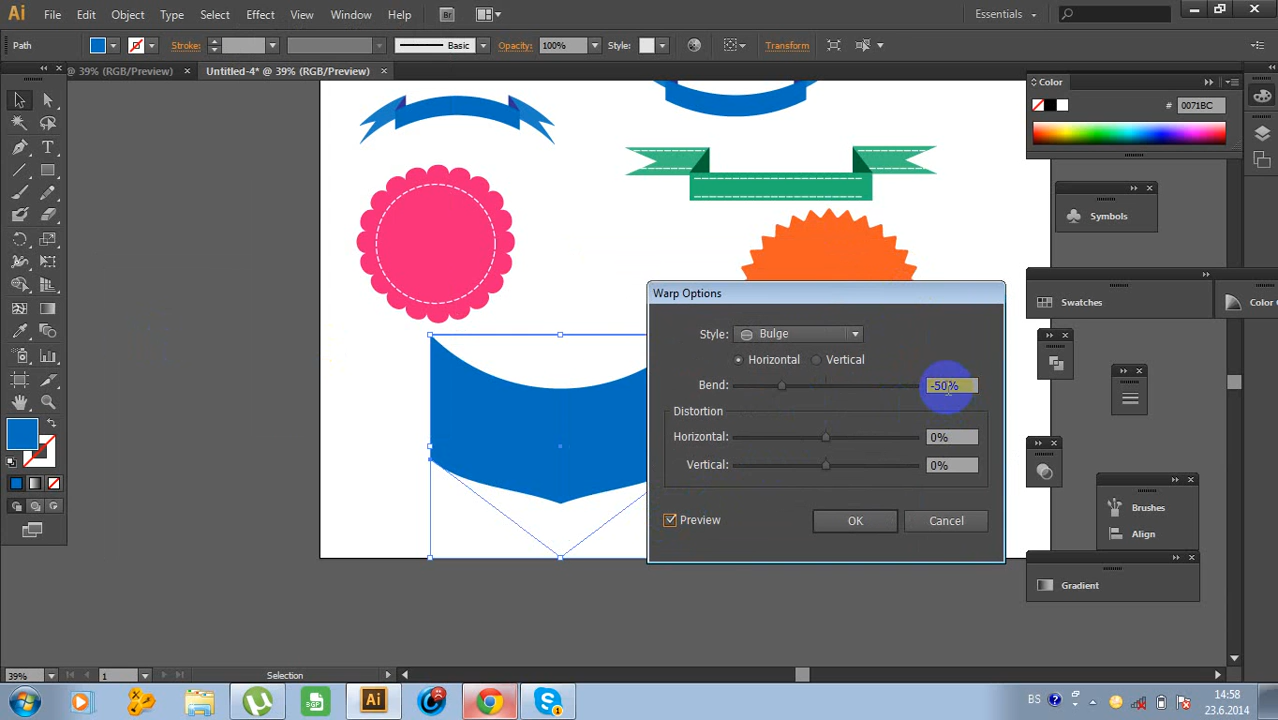 Ai File Edit Object Type Select Effect View Window Help Br Essentials
Path Stroke: Basic Opacity: 100% Style: Transform
@ 39% (RGB/Preview) × Untitled-4* @ 39% (RGB/Preview) ×
Color
# 0071BC
Symbols
Swatches
Color
Warp Options
Style: Bulge
Horizontal Vertical
Bend: -50%
Distortion
Horizontal: 0%
Vertical: 0%
Preview OK Cancel
Brushes
Align
Gradient
39% 1 Selection
BGP Ai BS ? 14:58
23.6.2014